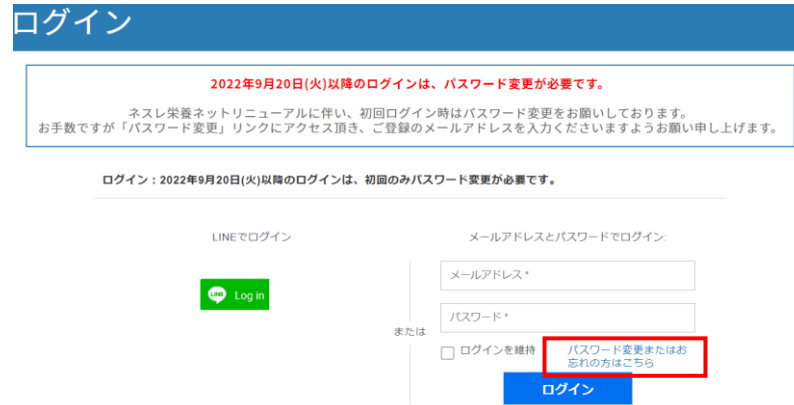 ログイン
2022年9月20日(火)以降のログインは、パスワード変更が必要です。
ネスレ栄養ネットリニューアルに伴い、初回ログイン時はパスワード変更をお願いしております。
お手数ですが「パスワード変更」リンクにアクセス頂き、ご登録のメールアドレスを入力くださいますようお願い申し上げます。
ログイン：2022年9月20日(火)以降のログインは、初回のみパスワード変更が必要です。
LINEでログイン
LINE Log in
または
メールアドレスとパスワードでログイン:
メールアドレス *
パスワード *
ログインを維持
パスワード変更またはお
忘れの方はこちら
ログイン